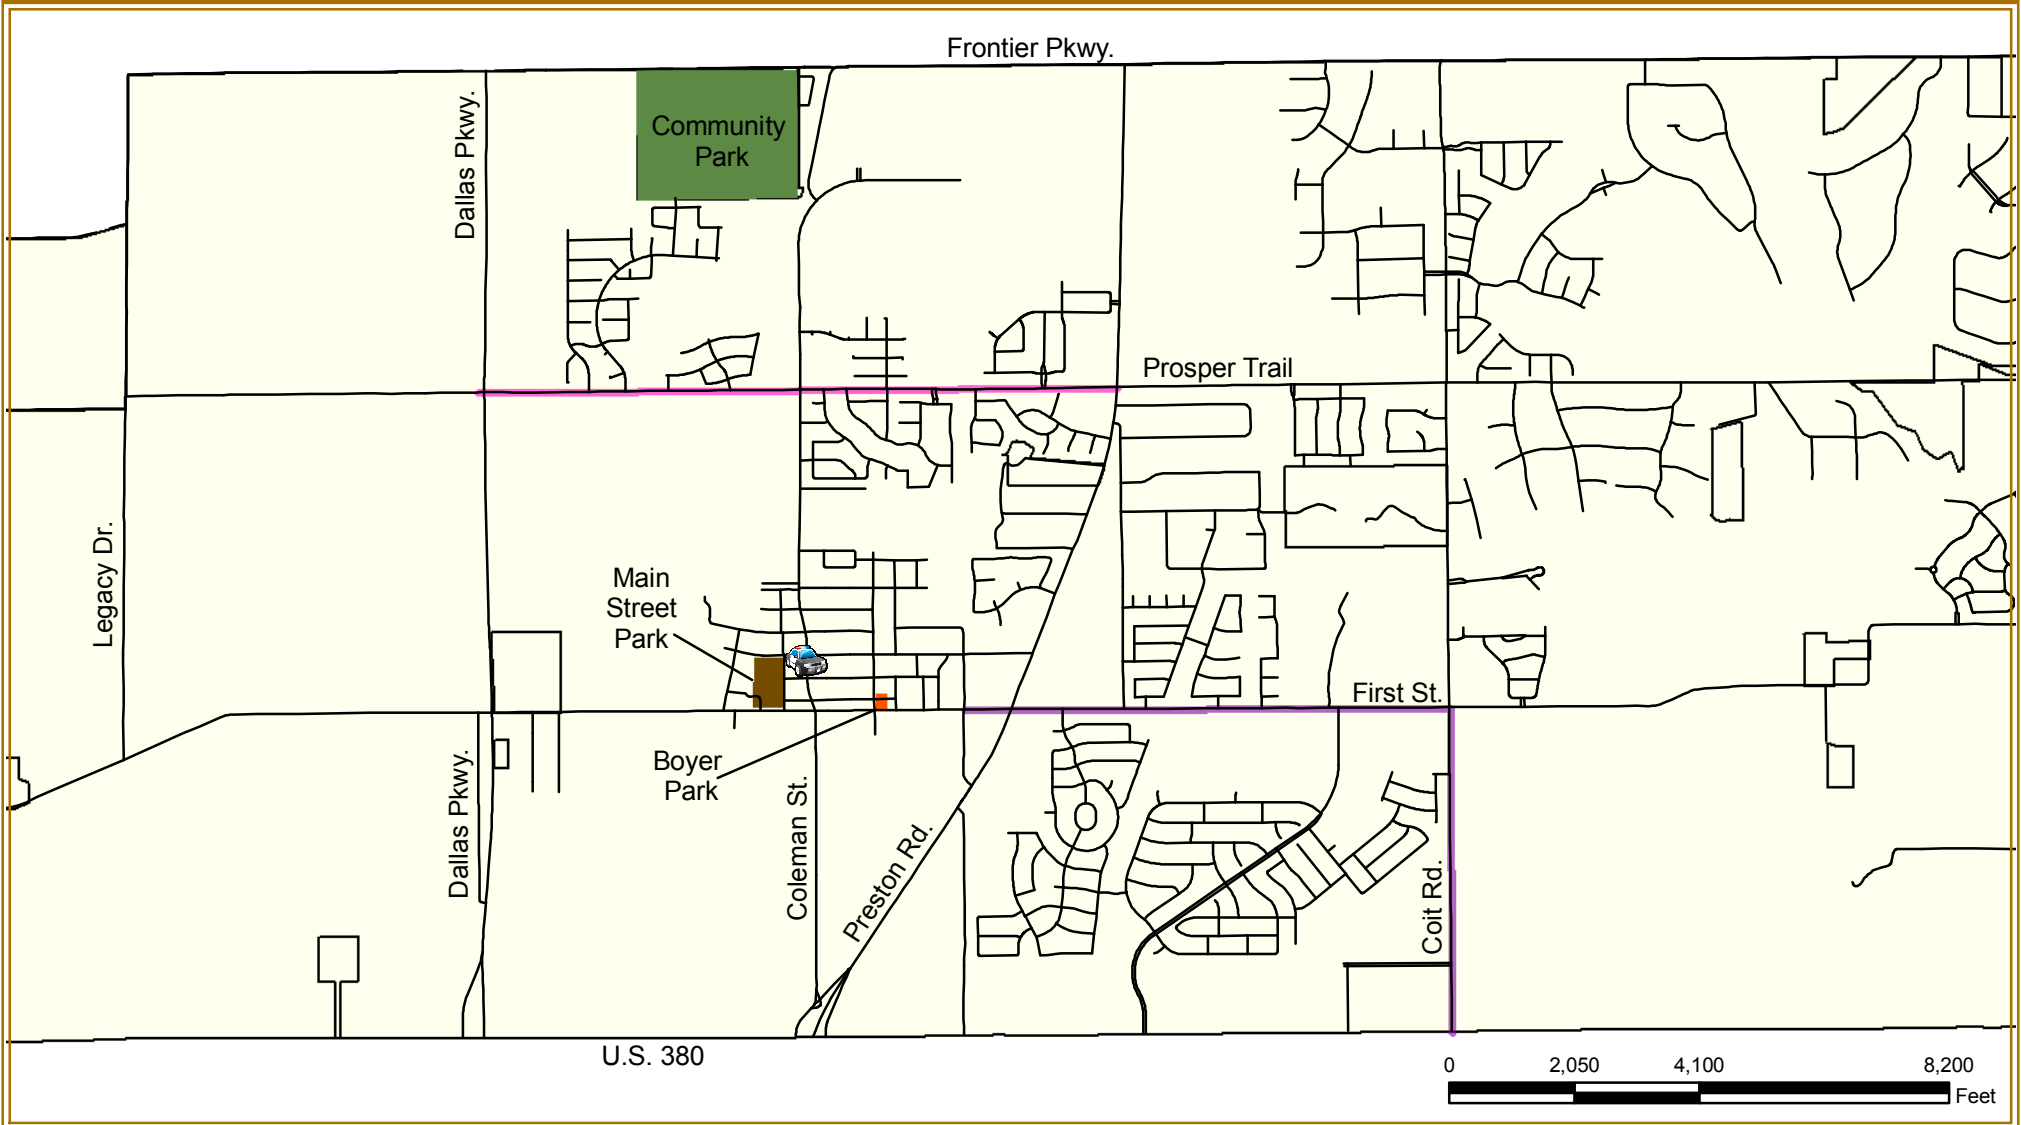 Frontier Pkwy.
Dallas Pkwy.
Community
Park
Prosper Trail
Legacy Dr.
Main
Street
Park
First St.
Boyer
Park
Dallas Pkwy.
Coleman St.
Preston Rd.
Coit Rd.
U.S. 380
0 2,050 4,100 8,200
Feet